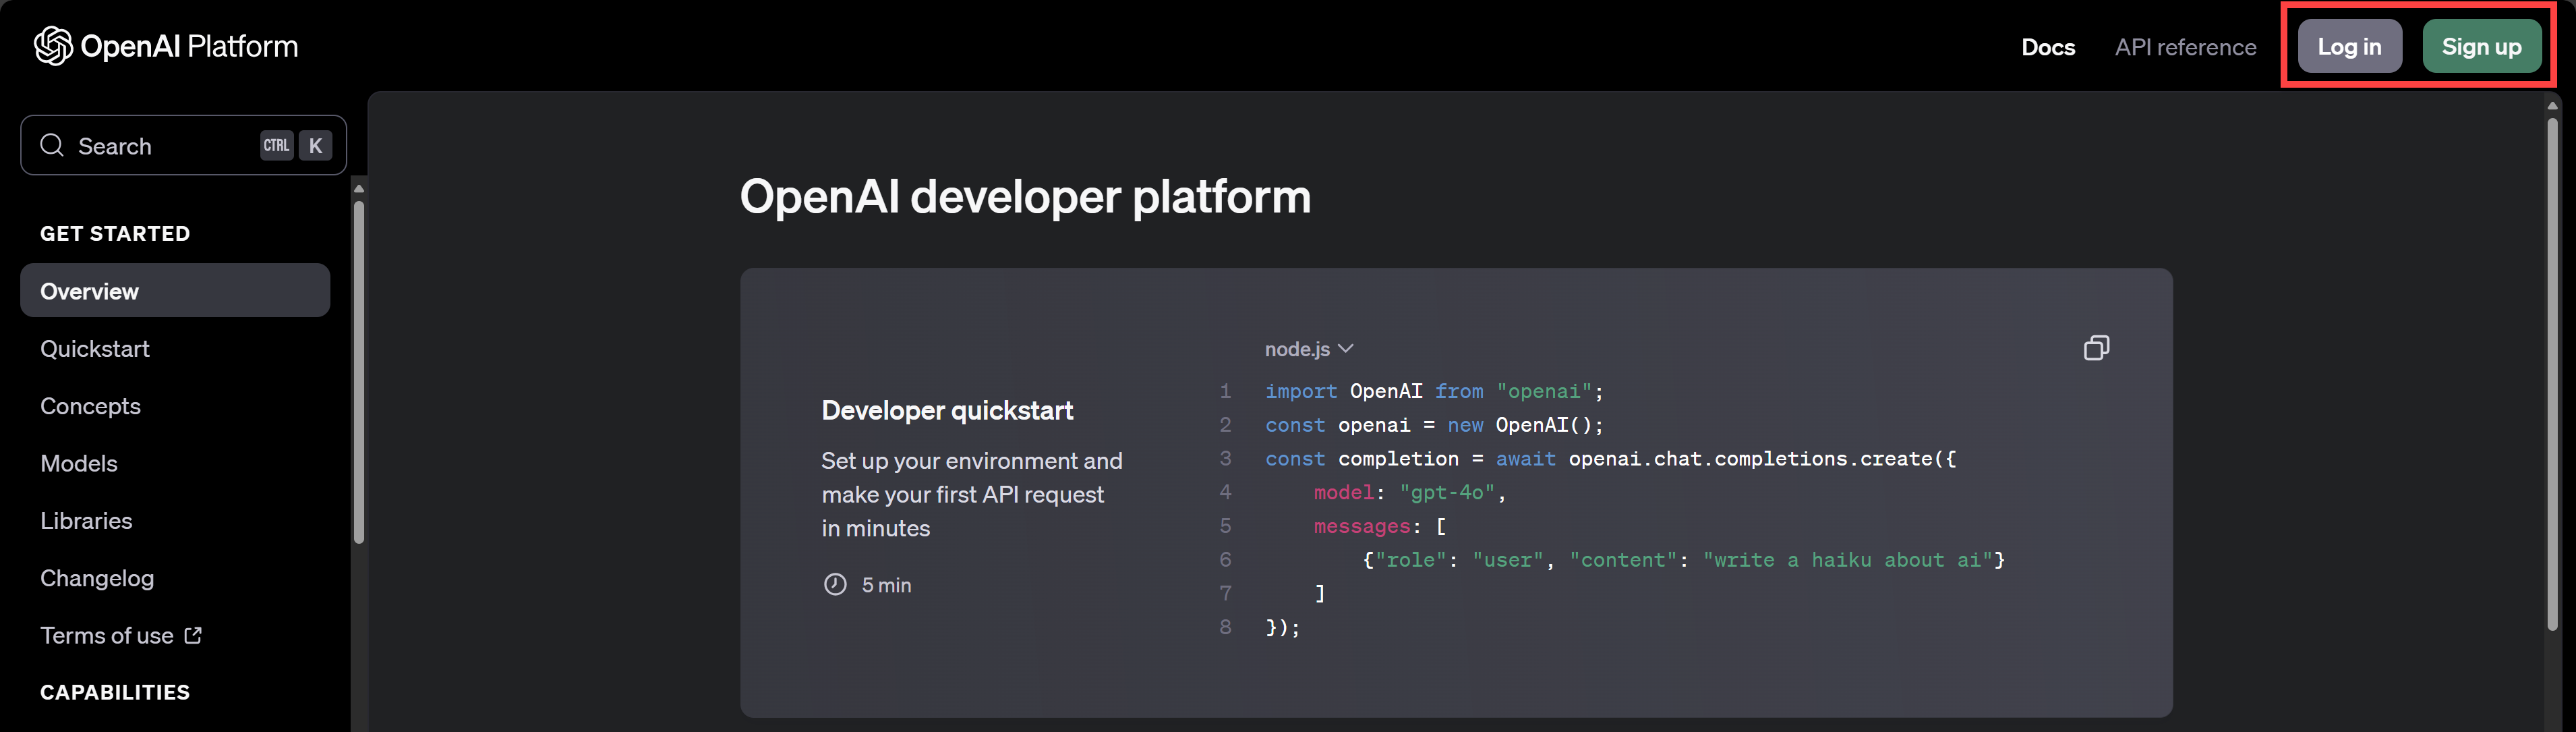 OpenAI Platform
Docs
API reference
Log in
Sign up
Search
CTRL K
GET STARTED
Overview
Quickstart
Concepts
Models
Libraries
Changelog
Terms of use
CAPABILITIES
OpenAI developer platform
Developer quickstart
Set up your environment and
make your first API request
in minutes
5 min
node.js
1 import OpenAI from "openai";
2 const openai = new OpenAI();
3 const completion = await openai.chat.completions.create({
4     model: "gpt-4o",
5     messages: [
6         {"role": "user", "content": "write a haiku about ai"}
7     ]
8 });